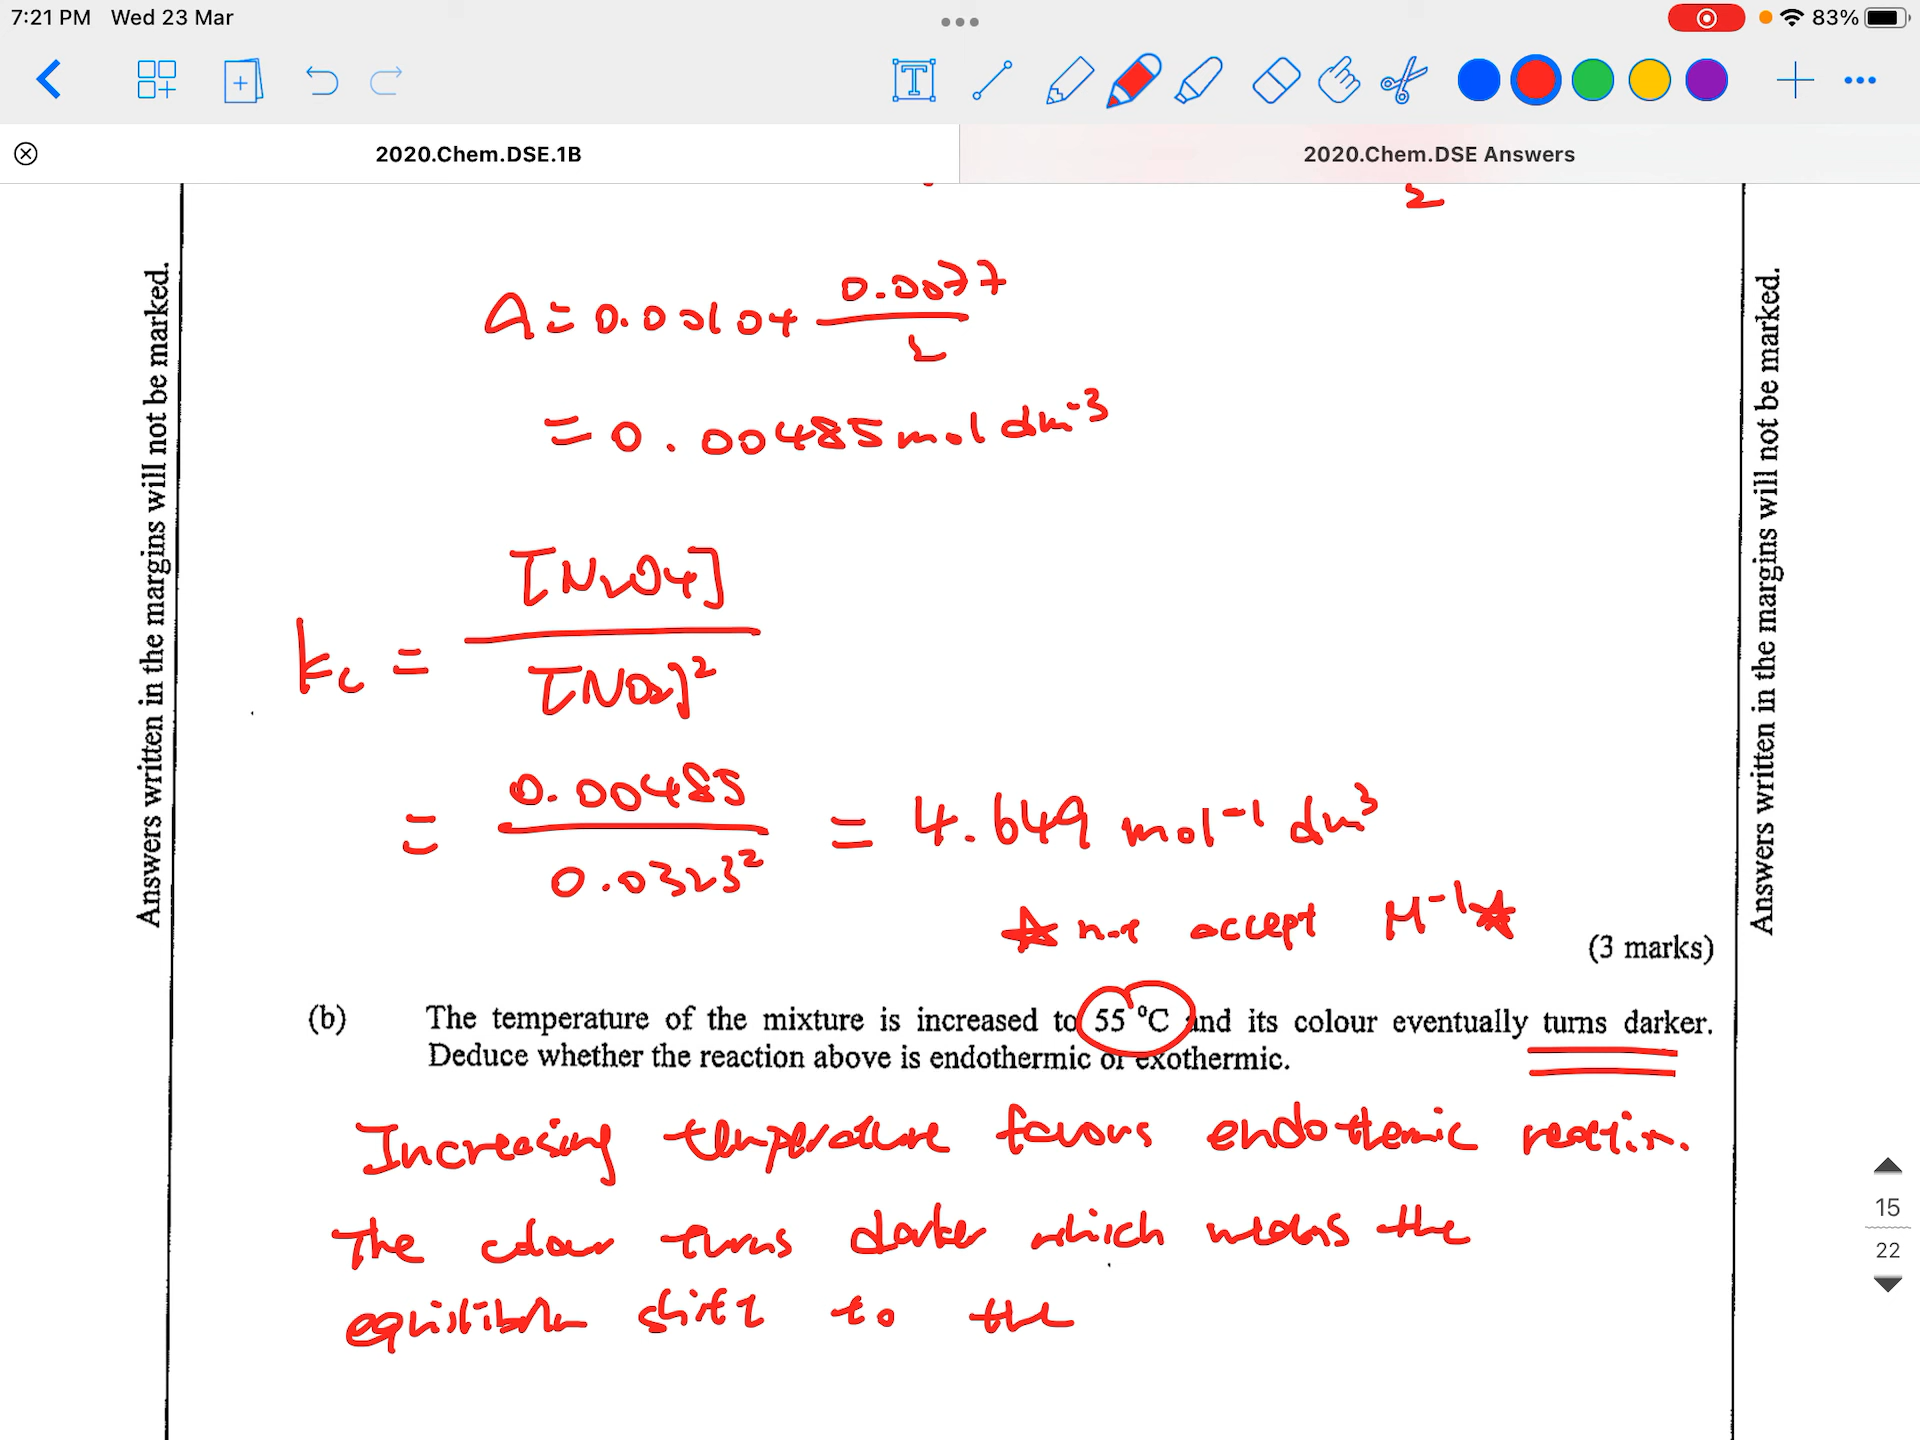 7:21 PM Wed 23 Mar
83%
T
2020.Chem.DSE.1B
2020.Chem.DSE Answers
Answers written in the margins will not be marked.
2
A = 0.00104 0.0077
2
= 0.00485 mol dm⁻³
kc = [N2O4]
[NO2]²
= 0.00485 = 4.649 mol⁻¹ dm³
0.0323²
☆ not accept M⁻¹ ☆
(3 marks)
(b) The temperature of the mixture is increased to 55 °C and its colour eventually turns darker.
Deduce whether the reaction above is endothermic or exothermic.
Increasing temperature favours endothermic reaction.
The colour turns darker which means the
equilibrium shift to the
Answers written in the margins will not be marked.
15
22